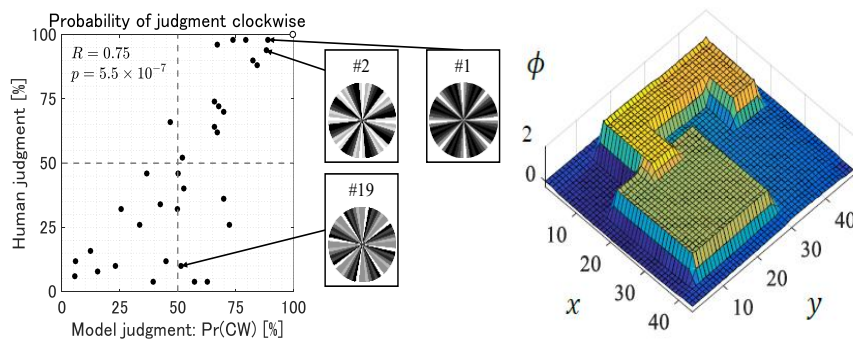 Probability of judgment clockwise
100
75
50
25
0
Human judgment [%]
R = 0.75
p = 5.5 × 10⁻⁷
0 25 50 75 100
Model judgment: Pr(CW) [%]
#2
#1
#19
ϕ
2
0
10
20
30
40
x
10
20
30
40
y